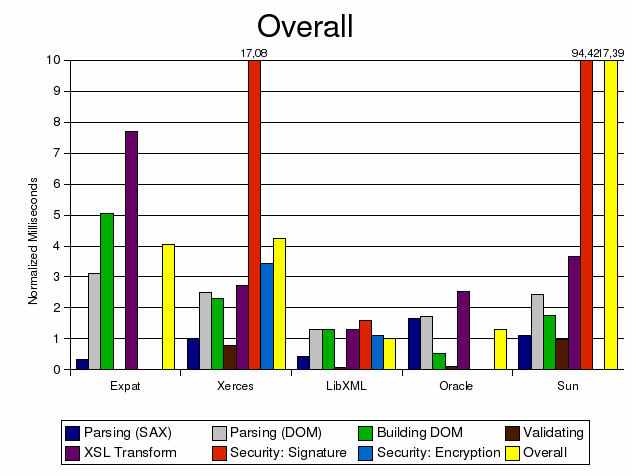 Overall
17,08
94,42
17,39
Normalized Milliseconds
10
9
8
7
6
5
4
3
2
1
0
Expat
Xerces
LibXML
Oracle
Sun
Parsing (SAX)
Parsing (DOM)
Building DOM
Validating
XSL Transform
Security: Signature
Security: Encryption
Overall